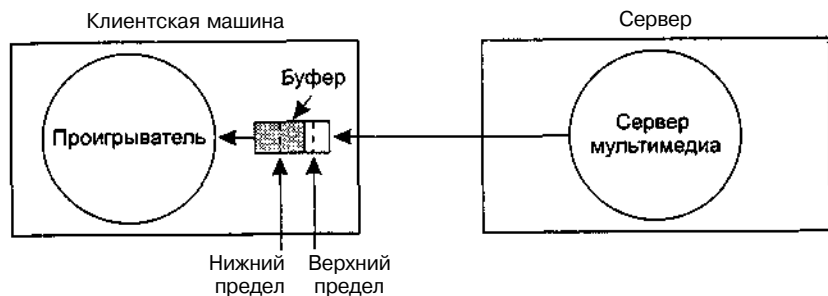 Клиентская машина
Сервер
Буфер
Проигрыватель
Сервер
мультимедиа
Нижний
предел
Верхний
предел